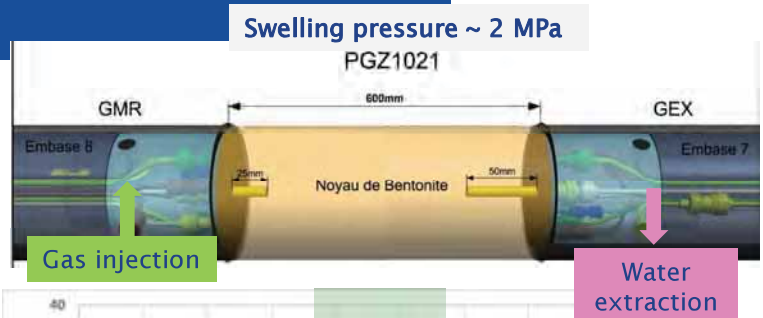 Swelling pressure ~ 2 MPa
PGZ1021
600mm
GMR
GEX
Embase 8
Embase 7
25mm
50mm
Noyau de Bentonite
Gas injection
Water
extraction
40